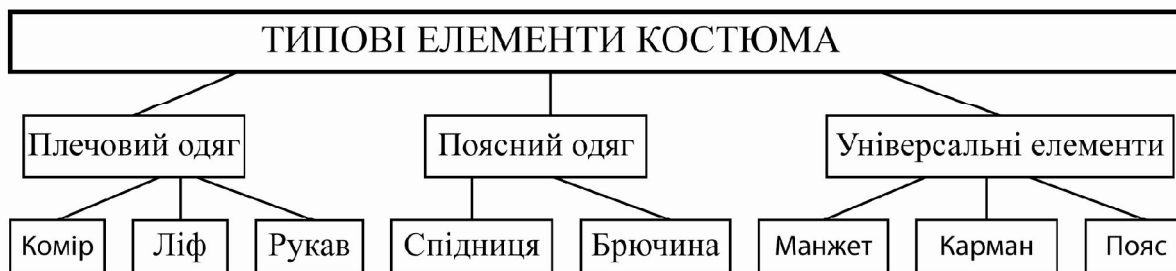 ТИПОВІ ЕЛЕМЕНТИ КОСТЮМА
Плечовий одяг
Поясний одяг
Універсальні елементи
Комір
Ліф
Рукав
Спідниця
Брючина
Манжет
Карман
Пояс